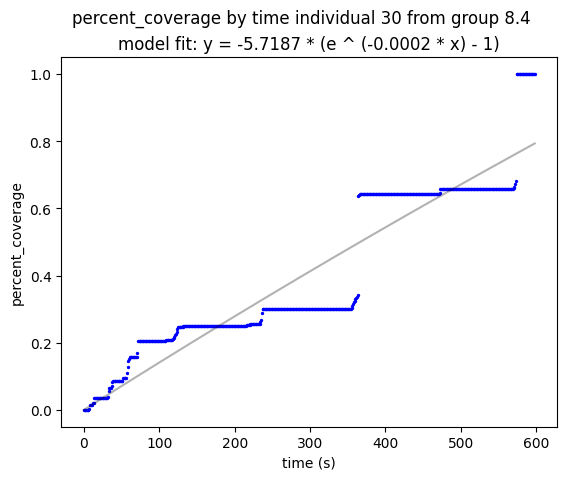 percent_coverage by time individual 30 from group 8.4
model fit: y = -5.7187 * (e ^ (-0.0002 * x) - 1)
1.0
0.8
0.6
0.4
0.2
0.0
percent_coverage
0 100 200 300 400 500 600
time (s)